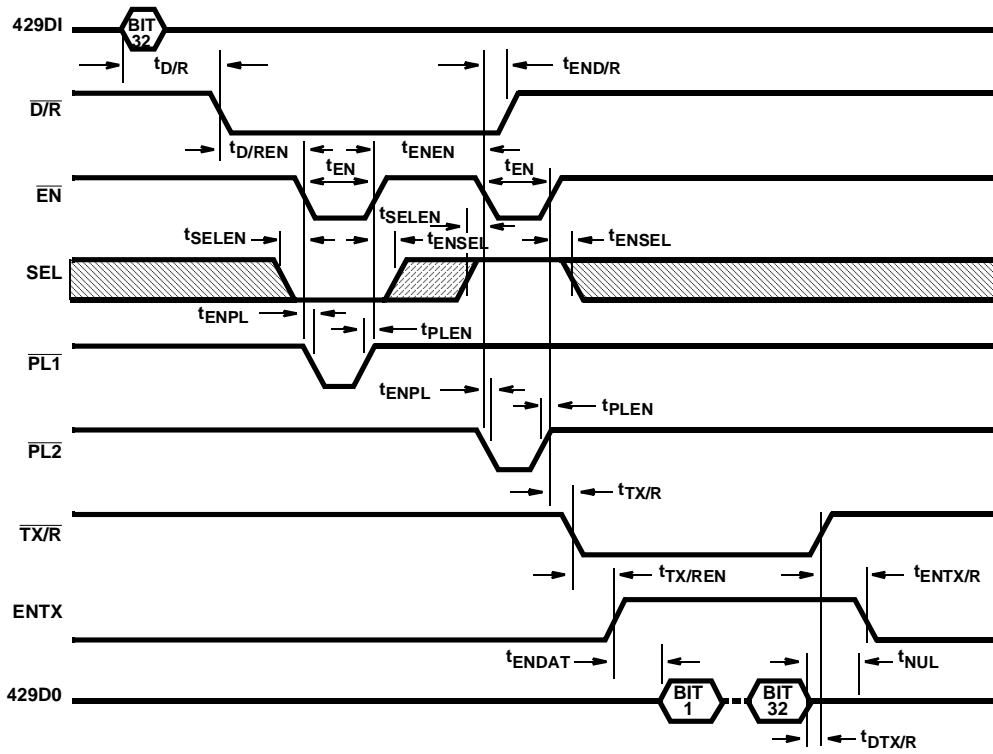 429DI
BIT
32
tD/R
tEND/R
D/R
tD/REN
tENEN
tEN
tEN
EN
tSELEN
tSELEN
tENSEL
tENSEL
SEL
tENPL
tPLEN
PL1
tENPL
tPLEN
PL2
tTX/R
TX/R
tTX/REN
tENTX/R
ENTX
tENDAT
tNUL
429D0
BIT
1
BIT
32
tDTX/R